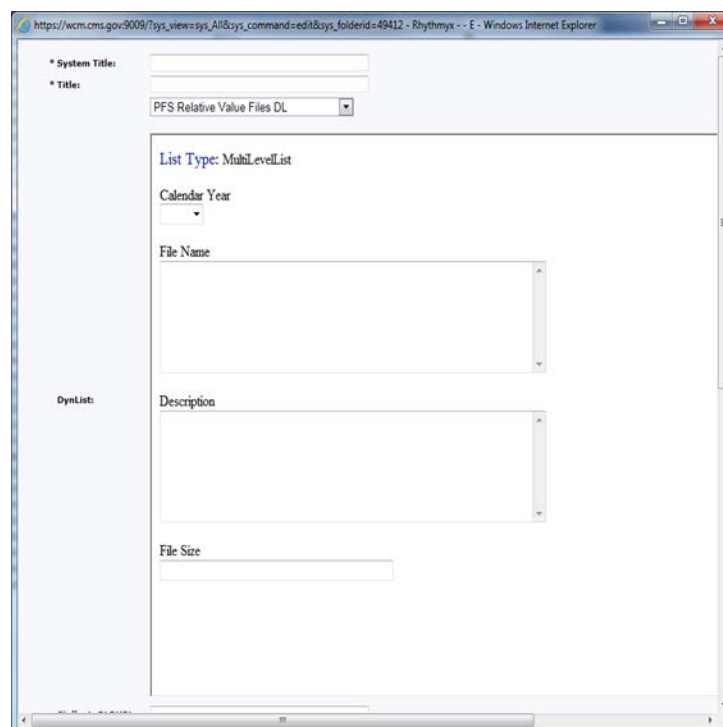 https://wcm.cms.gov:9009/?sys_view=sys_All&sys_command=edit&sys_folderid=49412 - Rhythmyx - - E - Windows Internet Explorer
* System Title:
* Title:
PFS Relative Value Files DL
List Type: MultiLevelList
Calendar Year
File Name
DynList:
Description
File Size